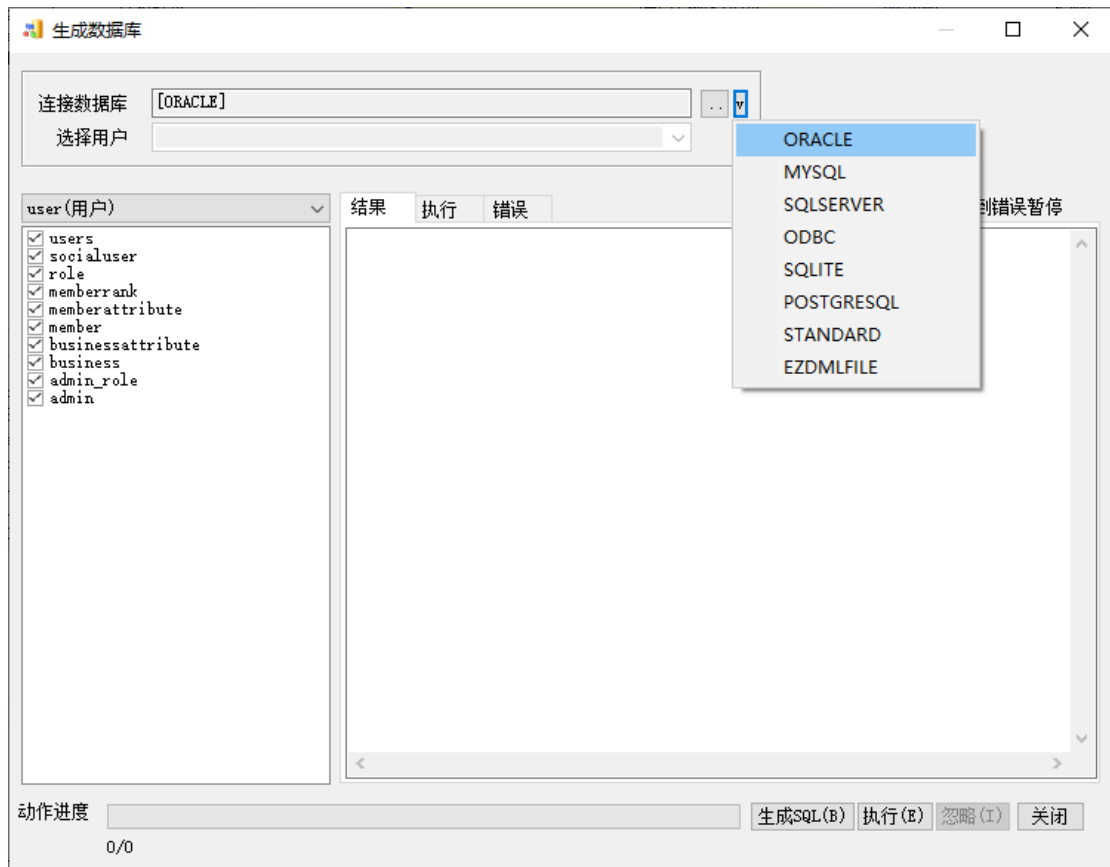 生成数据库
连接数据库 [ORACLE] .. v
选择用户
ORACLE
MYSQL
SQLSERVER
ODBC
SQLITE
POSTGRESQL
STANDARD
EZDMLFILE
user(用户)
结果 执行 错误
错误暂停
users
socialuser
role
memberrank
memberattribute
member
businessattribute
business
admin_role
admin
动作进度
生成SQL(B) 执行(E) 忽略(I) 关闭
0/0